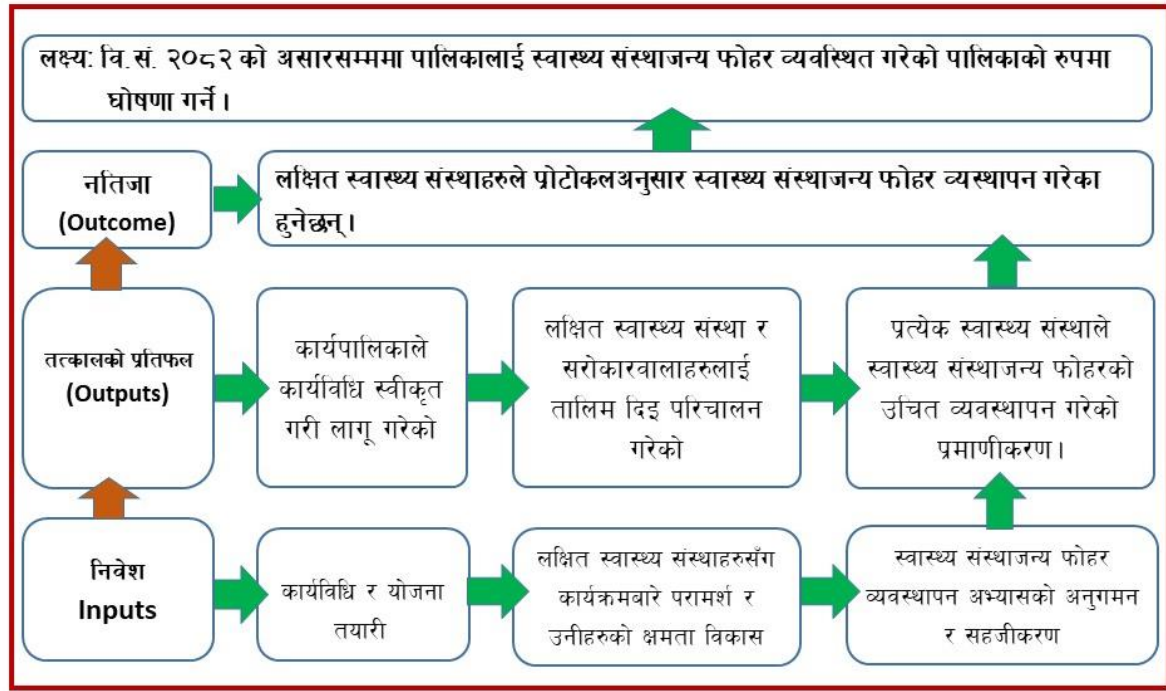 लक्ष्य: वि.सं. २०८२ को असारसम्ममा पालिकालाई स्वास्थ्य संस्थाजन्य फोहर व्यवस्थित गरेको पालिकाको रुपमा
घोषणा गर्ने।
नतिजा
(Outcome)
लक्षित स्वास्थ्य संस्थाहरुले प्रोटोकलअनुसार स्वास्थ्य संस्थाजन्य फोहर व्यस्थापन गरेका
हुनेछन्।
तत्कालको प्रतिफल
(Outputs)
कार्यपालिकाले
कार्यविधि स्वीकृत
गरी लागू गरेको
लक्षित स्वास्थ्य संस्था र
सरोकारवालाहरुलाई
तालिम दिइ परिचालन
गरेको
प्रत्येक स्वास्थ्य संस्थाले
स्वास्थ्य संस्थाजन्य फोहरको
उचित व्यवस्थापन गरेको
प्रमाणीकरण।
निवेश
Inputs
कार्यविधि र योजना
तयारी
लक्षित स्वास्थ्य संस्थाहरुसँग
कार्यक्रमबारे परामर्श र
उनीहरुको क्षमता विकास
स्वास्थ्य संस्थाजन्य फोहर
व्यवस्थापन अभ्यासको अनुगमन
र सहजीकरण